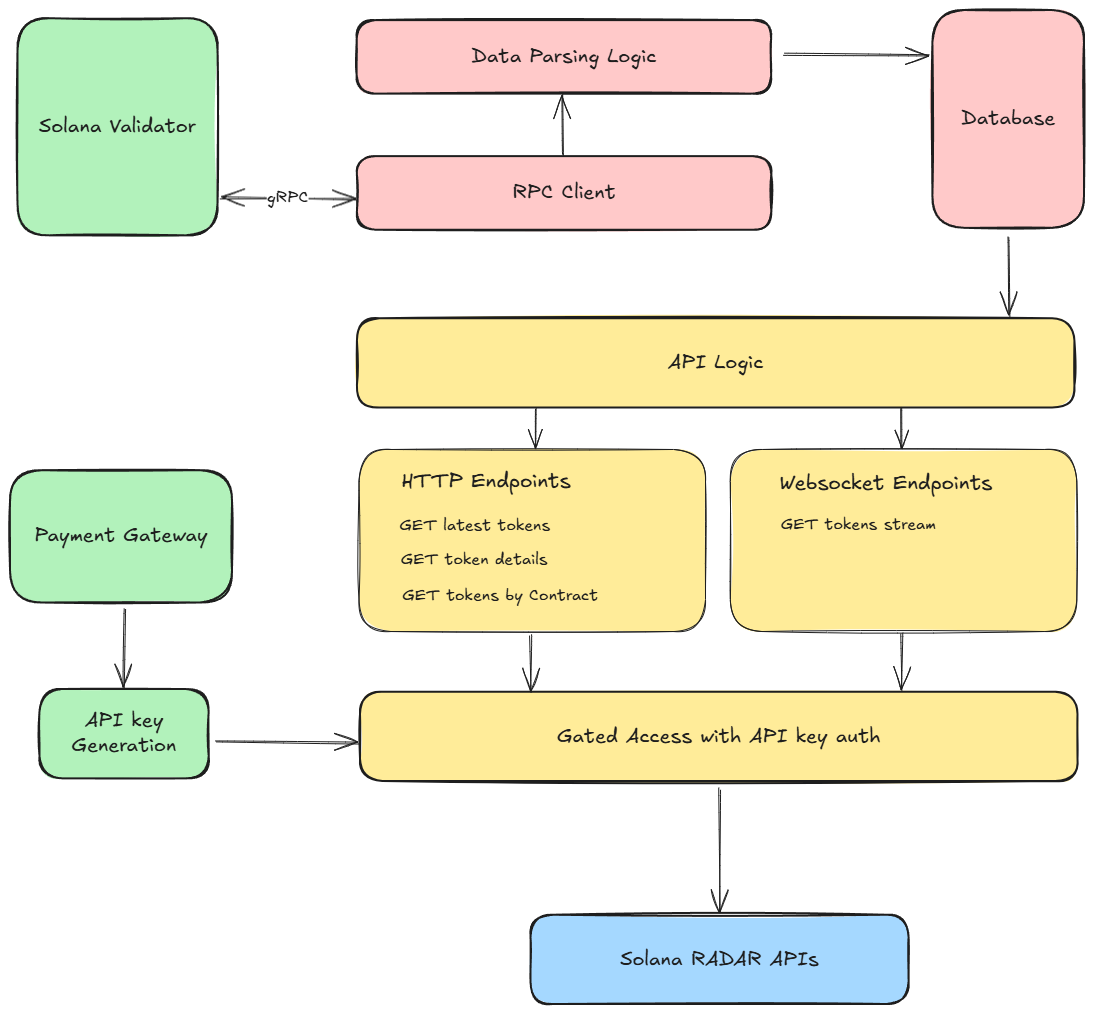 Data Parsing Logic
Database
Solana Validator
gRPC
RPC Client
API Logic
HTTP Endpoints
GET latest tokens
GET token details
GET tokens by Contract
Websocket Endpoints
GET tokens stream
Payment Gateway
API key
Generation
Gated Access with API key auth
Solana RADAR APIs